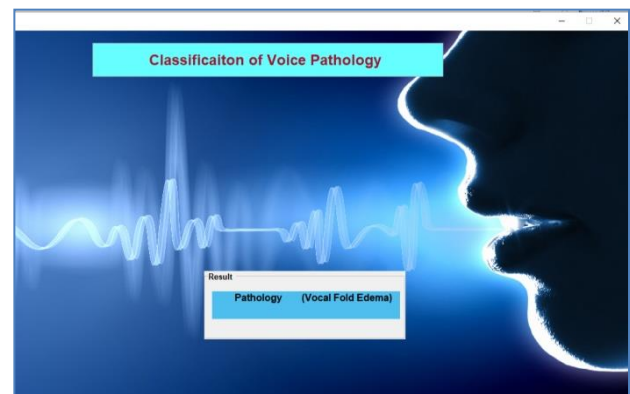 Classificaiton of Voice Pathology
Result
Pathology (Vocal Fold Edema)